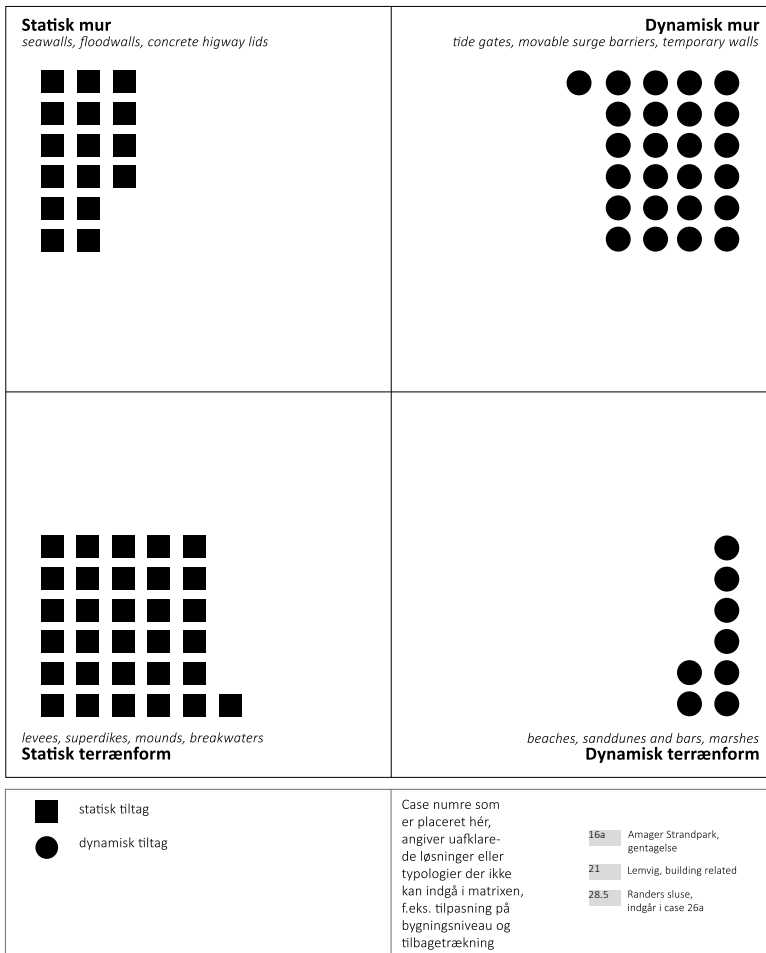 Statisk mur
seawalls, floodwalls, concrete higway lids
Dynamisk mur
tide gates, movable surge barriers, temporary walls
levees, superdikes, mounds, breakwaters
Statisk terrænform
beaches, sanddunes and bars, marshes
Dynamisk terrænform
statisk tiltag
dynamisk tiltag
Case numre som
er placeret hér,
angiver uafklare-
de løsninger eller
typologier der ikke
kan indgå i matrixen,
f.eks. tilpasning på
bygningsniveau og
tilbagetrækning
16a Amager Strandpark,
gentagelse
21 Lemvig, building related
28.5 Randers sluse,
indgår i case 26a